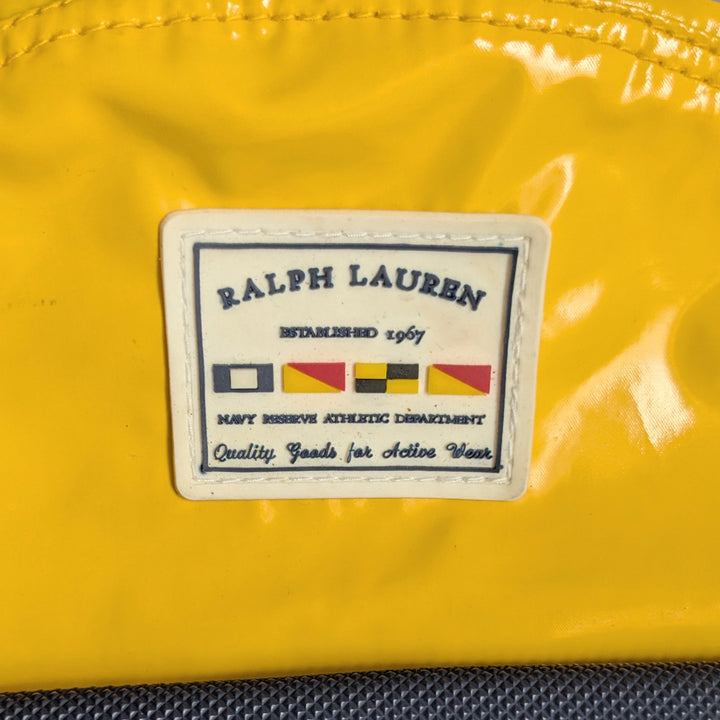 RALPH LAUREN
ESTABLISHED 1967
NAVY RESERVE ATHLETIC DEPARTMENT
Quality Goods for Active Wear